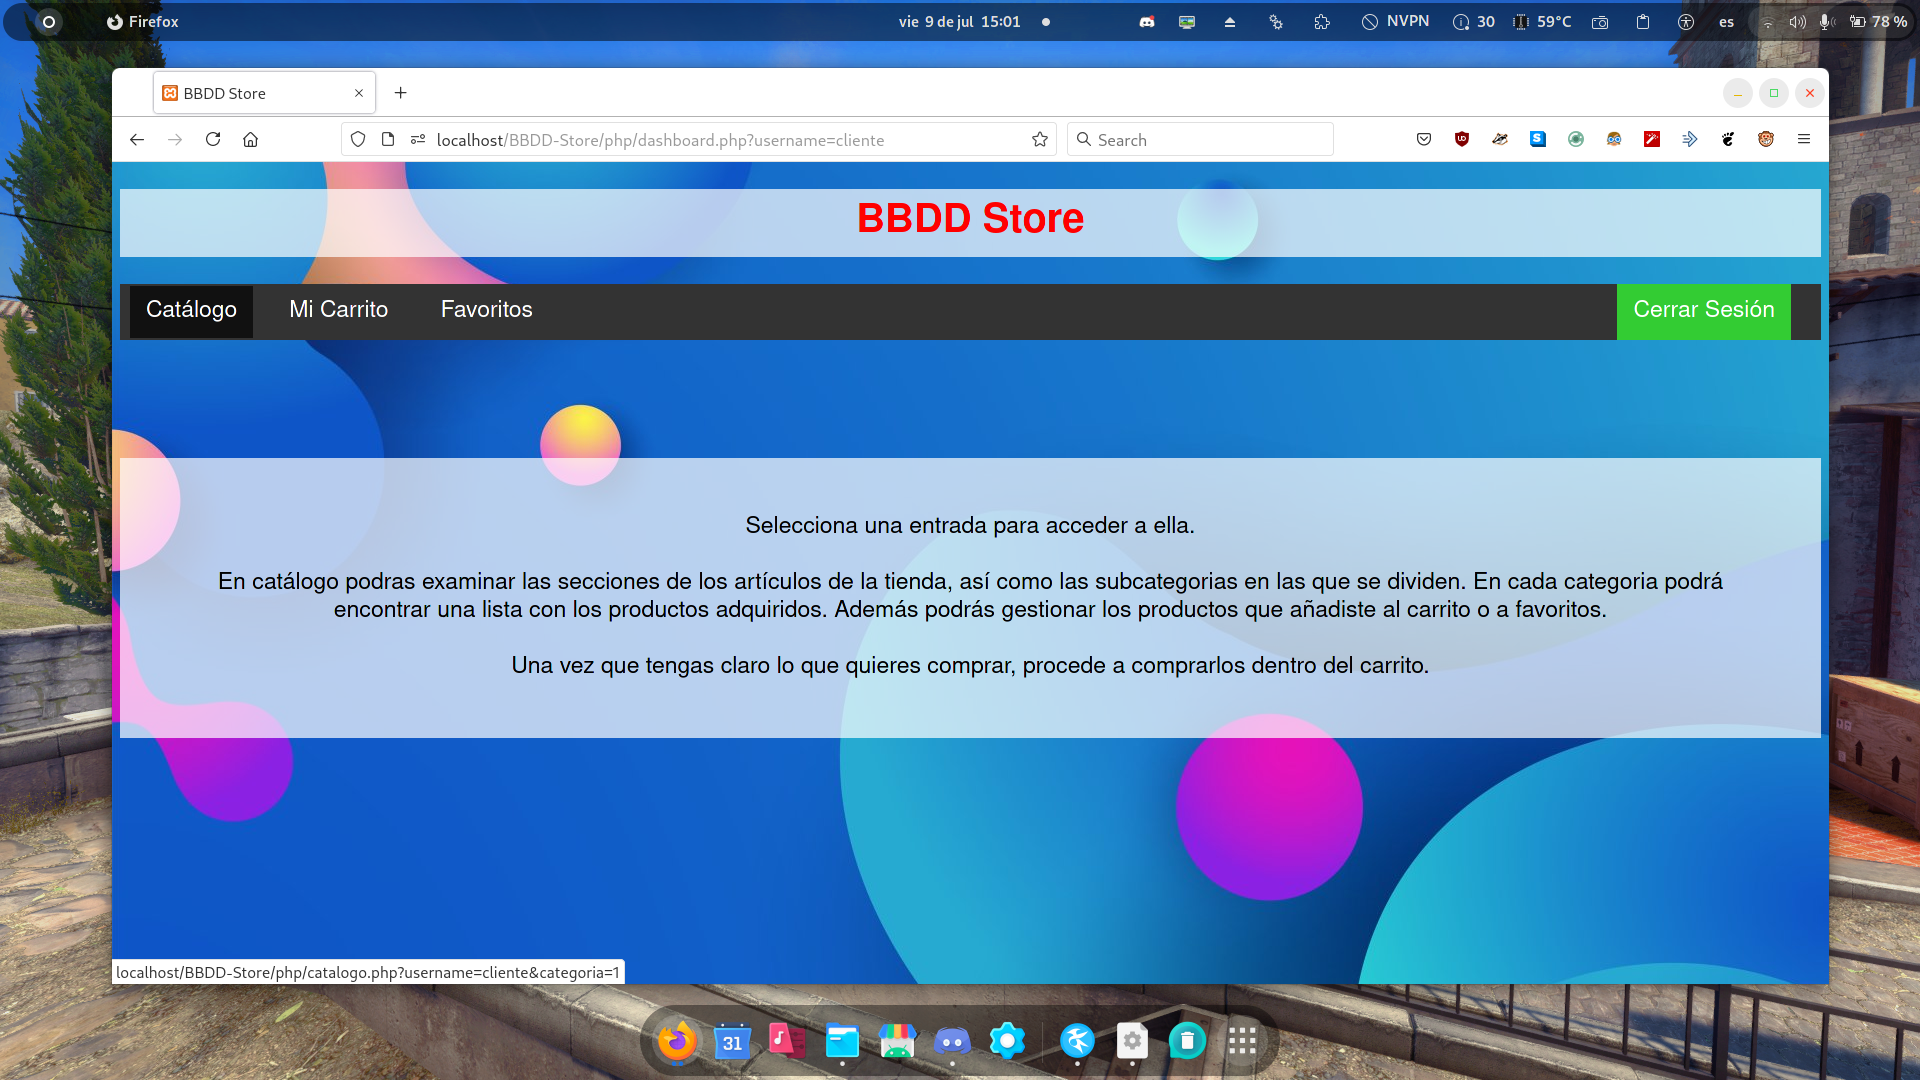 Firefox
vie 9 de jul 15:01
NVPN
30
59°C
es
78 %
BBDD Store
localhost/BBDD-Store/php/dashboard.php?username=cliente
Search
BBDD Store
Catálogo
Mi Carrito
Favoritos
Cerrar Sesión
Selecciona una entrada para acceder a ella.
En catálogo podras examinar las secciones de los artículos de la tienda, así como las subcategorias en las que se dividen. En cada categoria podrá
encontrar una lista con los productos adquiridos. Además podrás gestionar los productos que añadiste al carrito o a favoritos.
Una vez que tengas claro lo que quieres comprar, procede a comprarlos dentro del carrito.
localhost/BBDD-Store/php/catalogo.php?username=cliente&categoria=1
31